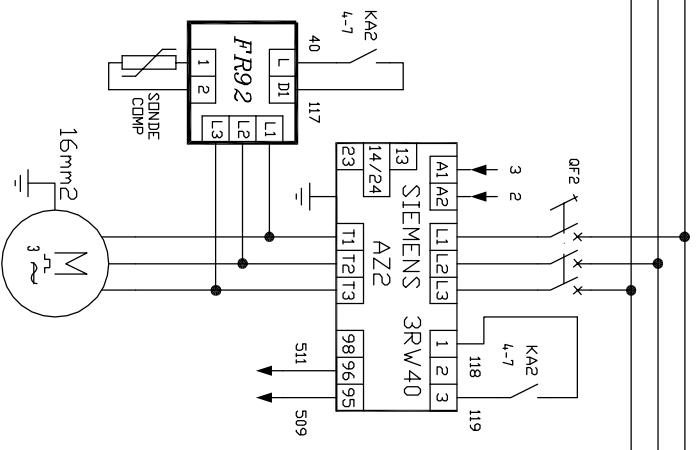 KA2
4-7
40
117
L
D1
FR92
1
2
L1
L2
L3
SONDE
COMP
16mm2
M
3
3
2
QF2
A1
A2
13
14/24
23
SIEMENS
AZ2
3RW40
L1
L2
L3
T1
T2
T3
1
2
3
98
96
95
118
119
KA2
4-7
511
509